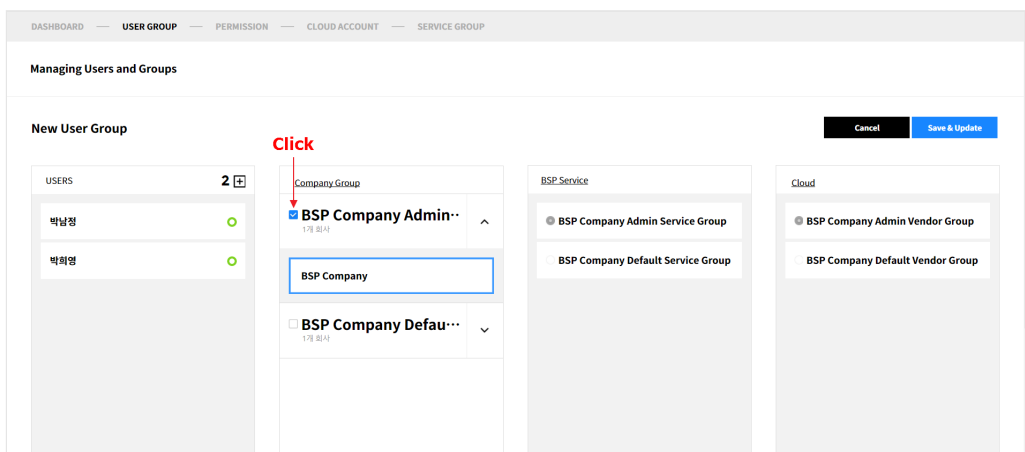 DASHBOARD — USER GROUP — PERMISSION — CLOUD ACCOUNT — SERVICE GROUP
Managing Users and Groups
New User Group
Cancel
Save & Update
Click
USERS
2
박남정
박희영
Company Group
BSP Company Admin··
1개 회사
BSP Company
BSP Company Defau···
1개 회사
BSP Service
BSP Company Admin Service Group
BSP Company Default Service Group
Cloud
BSP Company Admin Vendor Group
BSP Company Default Vendor Group